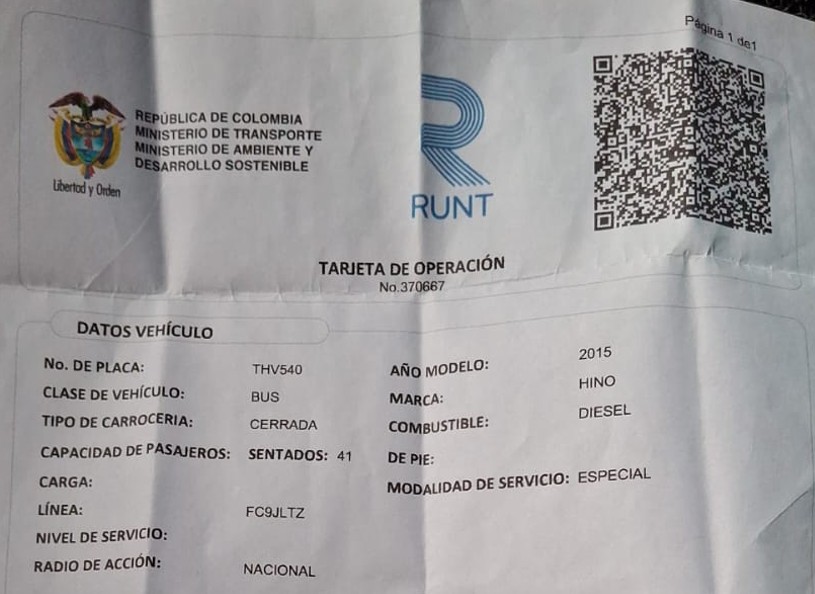 Página 1 de1
REPÚBLICA DE COLOMBIA
MINISTERIO DE TRANSPORTE
MINISTERIO DE AMBIENTE Y
DESARROLLO SOSTENIBLE
Libertad y Orden
RUNT
TARJETA DE OPERACIÓN
No.370667
DATOS VEHÍCULO
No. DE PLACA: THV540 AÑO MODELO: 2015
CLASE DE VEHÍCULO: BUS MARCA: HINO
TIPO DE CARROCERIA: CERRADA COMBUSTIBLE: DIESEL
CAPACIDAD DE PASAJEROS: SENTADOS: 41 DE PIE:
CARGA: MODALIDAD DE SERVICIO: ESPECIAL
LÍNEA: FC9JLTZ
NIVEL DE SERVICIO:
RADIO DE ACCIÓN: NACIONAL